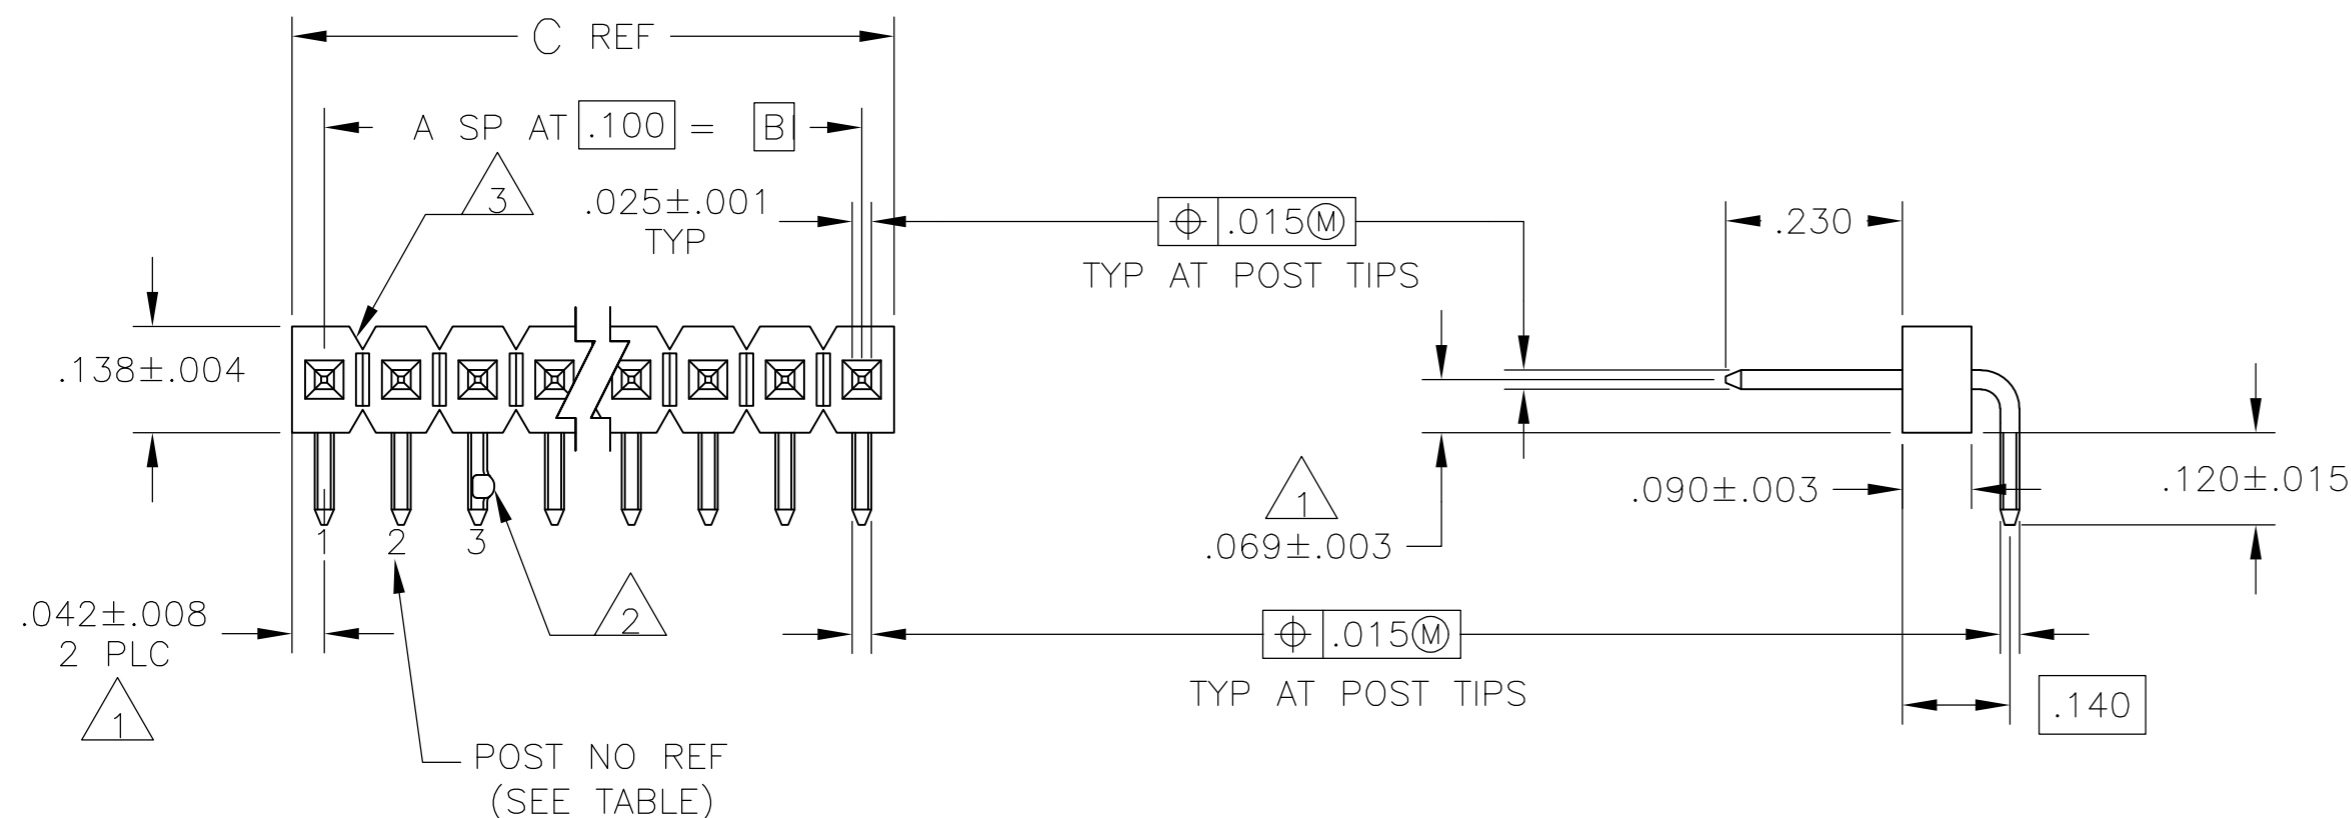 C REF
A SP AT .100 = B
3
.025±.001
TYP
⌖ .015Ⓜ
TYP AT POST TIPS
.230
.138±.004
1
.069±.003
.090±.003
.120±.015
1 2 3
.042±.008
2 PLC
1
2
⌖ .015Ⓜ
TYP AT POST TIPS
.140
POST NO REF
(SEE TABLE)